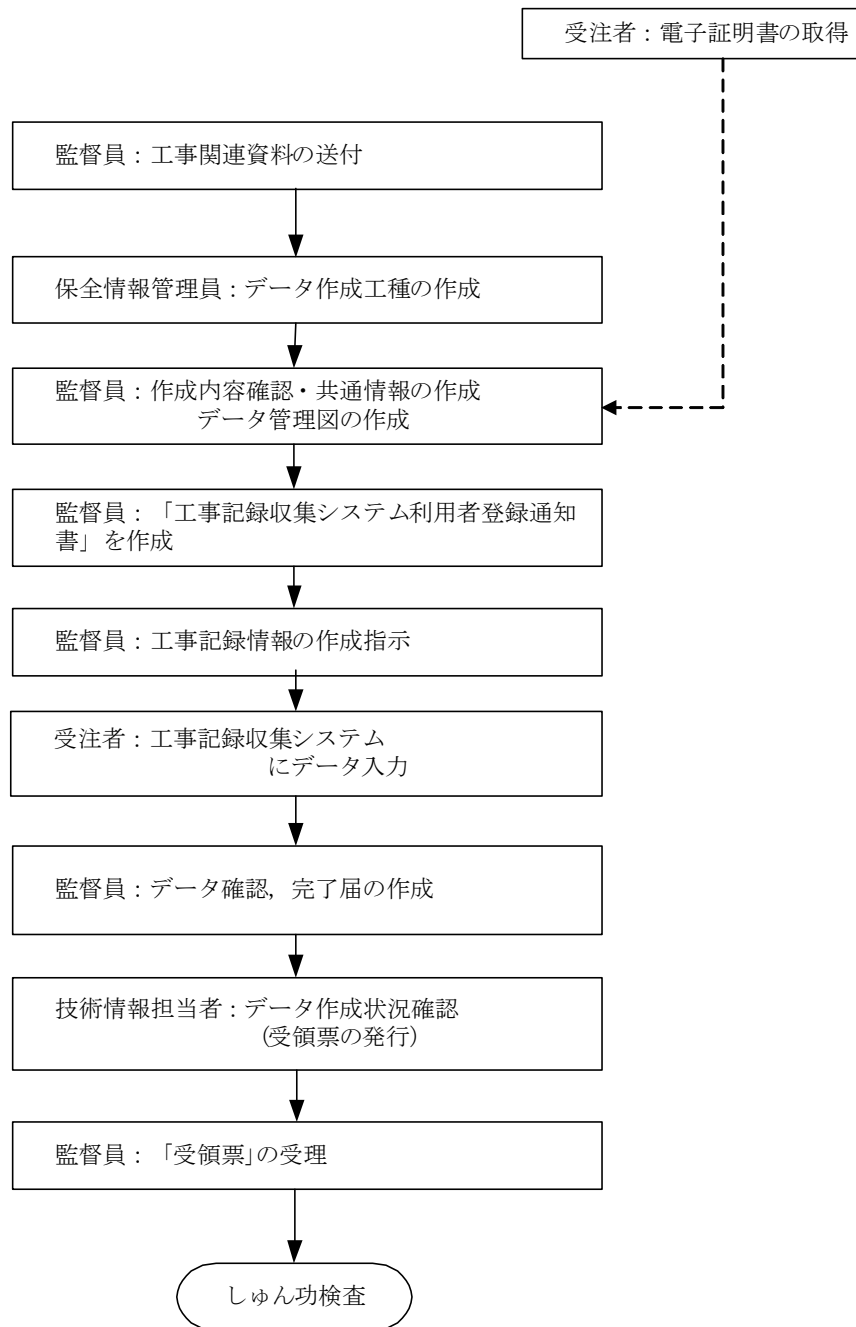 受注者：電子証明書の取得
監督員：工事関連資料の送付
保全情報管理員：データ作成工種の作成
監督員：作成内容確認・共通情報の作成
データ管理図の作成
監督員：「工事記録収集システム利用者登録通知
書」を作成
監督員：工事記録情報の作成指示
受注者：工事記録収集システム
にデータ入力
監督員：データ確認，完了届の作成
技術情報担当者：データ作成状況確認
(受領票の発行)
監督員：「受領票」の受理
しゅん功検査